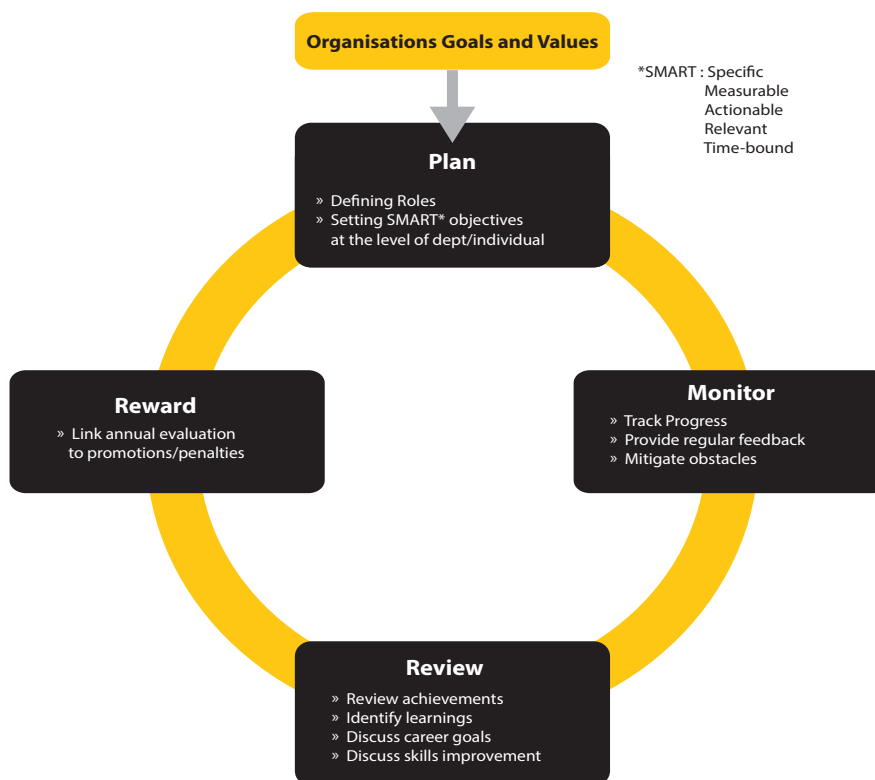 Organisations Goals and Values
*SMART : Specific
Measurable
Actionable
Relevant
Time-bound
Plan
» Defining Roles
» Setting SMART* objectives
at the level of dept/individual
Monitor
» Track Progress
» Provide regular feedback
» Mitigate obstacles
Review
» Review achievements
» Identify learnings
» Discuss career goals
» Discuss skills improvement
Reward
» Link annual evaluation
to promotions/penalties